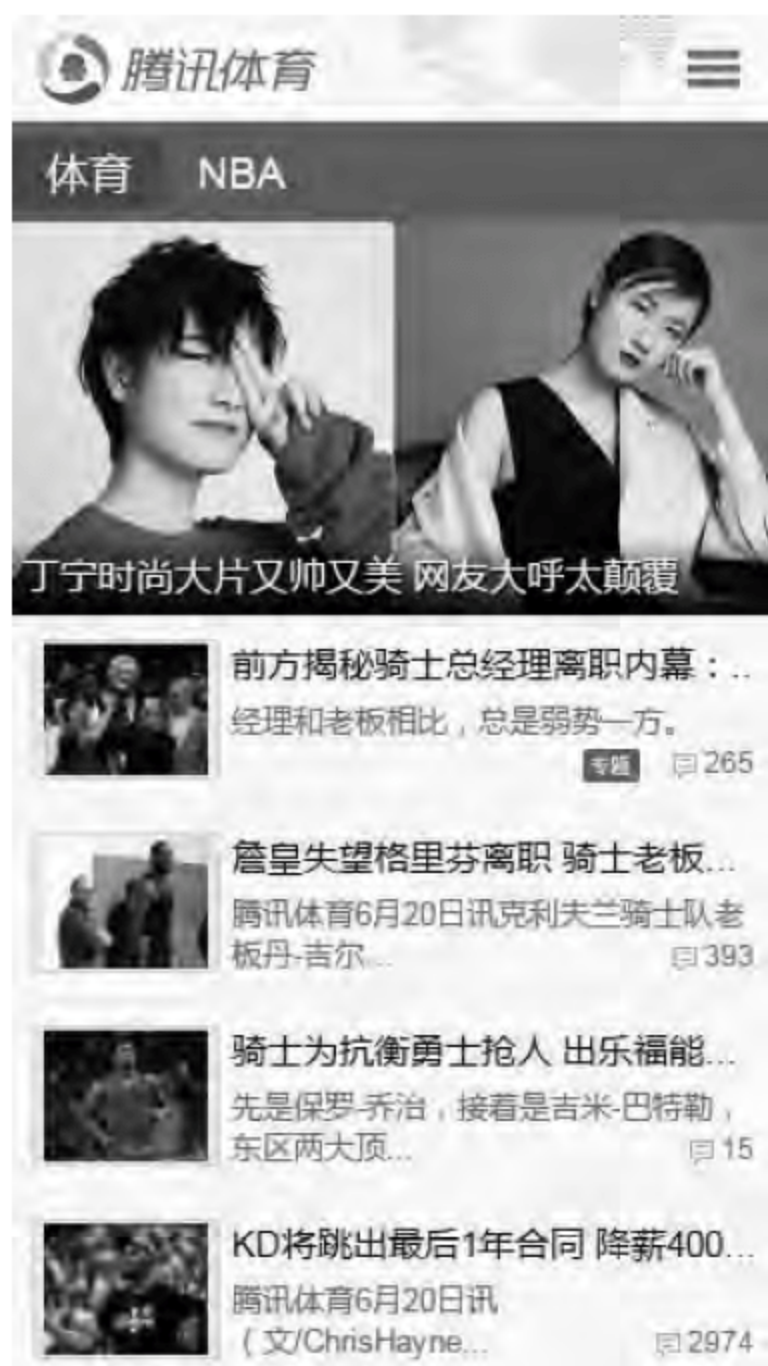 腾讯体育
体育 NBA
丁宁时尚大片又帅又美 网友大呼太颠覆
前方揭秘骑士总经理离职内幕：..
经理和老板相比，总是弱势一方。
专题 265
詹皇失望格里芬离职 骑士老板...
腾讯体育6月20日讯克利夫兰骑士队老
板丹-吉尔... 393
骑士为抗衡勇士抢人 出乐福能...
先是保罗-乔治，接着是吉米-巴特勒，
东区两大顶... 15
KD将跳出最后1年合同 降薪400...
腾讯体育6月20日讯
（文/ChrisHayne... 2974